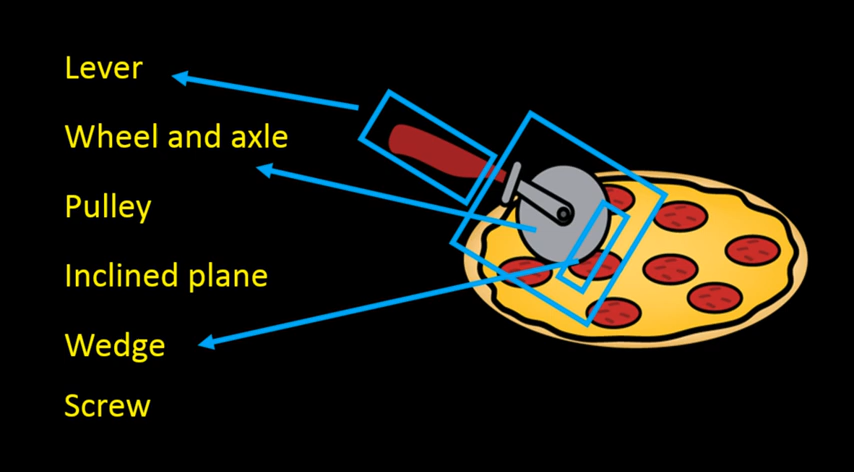 Lever
Wheel and axle
Pulley
Inclined plane
Wedge
Screw